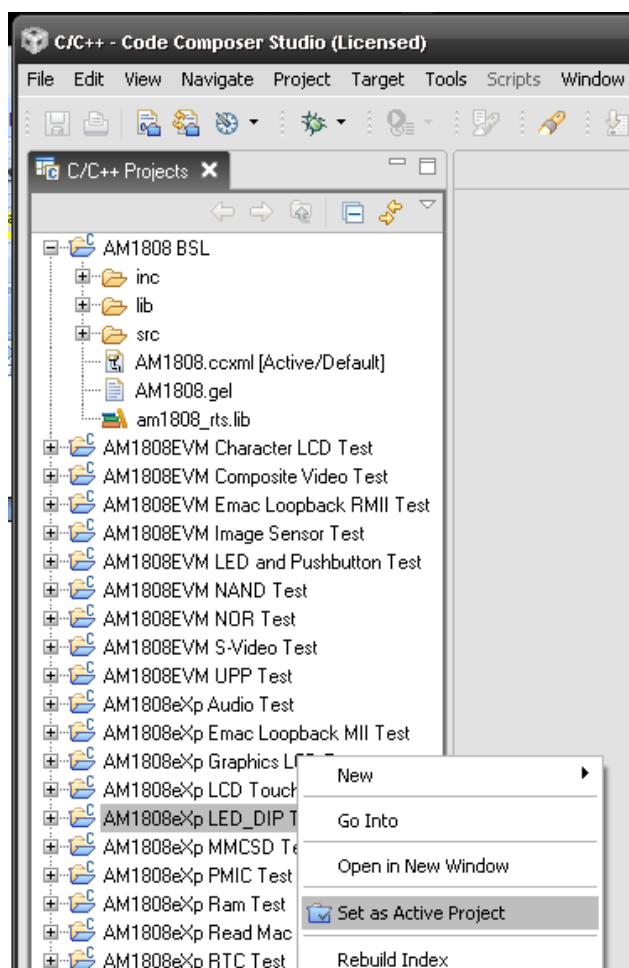 C/C++ - Code Composer Studio (Licensed)
File Edit View Navigate Project Target Tools Scripts Window
C/C++ Projects
AM1808 BSL
inc
lib
src
AM1808.ccxml [Active/Default]
AM1808.gel
am1808_rts.lib
AM1808EVM Character LCD Test
AM1808EVM Composite Video Test
AM1808EVM Emac Loopback RMII Test
AM1808EVM Image Sensor Test
AM1808EVM LED and Pushbutton Test
AM1808EVM NAND Test
AM1808EVM NOR Test
AM1808EVM S-Video Test
AM1808EVM UPP Test
AM1808eXp Audio Test
AM1808eXp Emac Loopback MII Test
AM1808eXp Graphics
AM1808eXp LCD Touch
AM1808eXp LED_DIP T
AM1808eXp MMCSD Te
AM1808eXp PMIC Test
AM1808eXp Ram Test
AM1808eXp Read Mac
AM1808eXp RTC Test
New
Go Into
Open in New Window
Set as Active Project
Rebuild Index